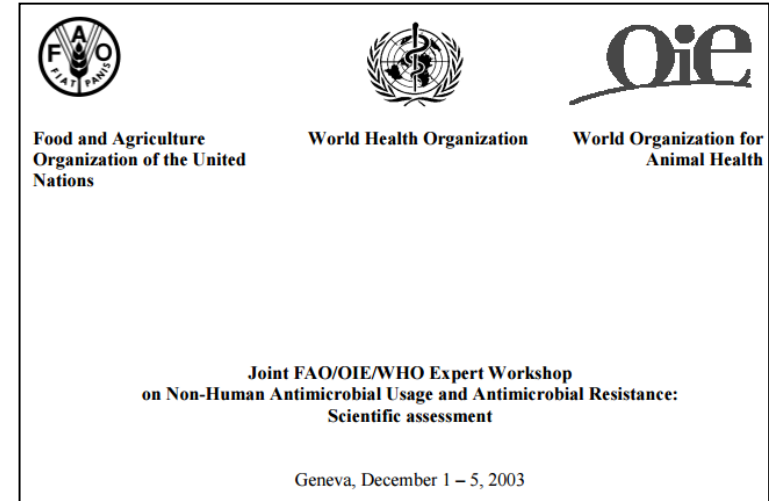 FAO
FIAT PANIS
Oie
Food and Agriculture
Organization of the United
Nations
World Health Organization
World Organization for
Animal Health
Joint FAO/OIE/WHO Expert Workshop
on Non-Human Antimicrobial Usage and Antimicrobial Resistance:
Scientific assessment
Geneva, December 1 – 5, 2003